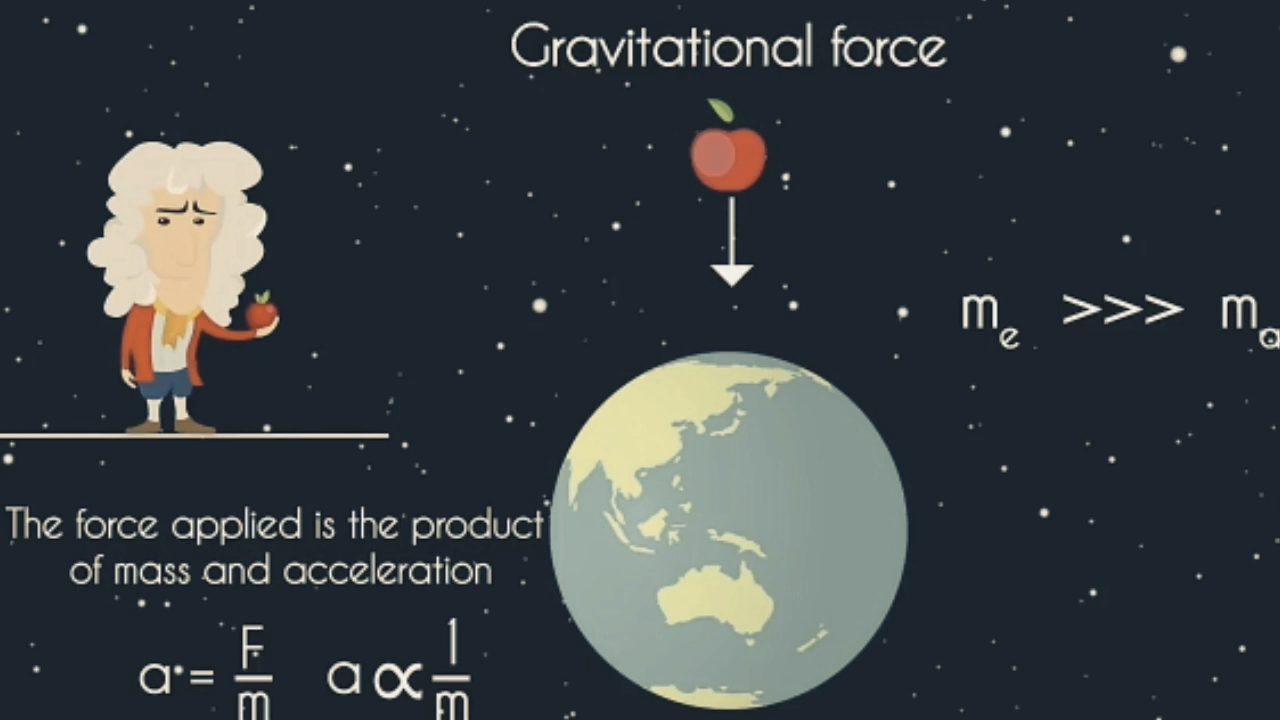 Gravitational force
mₑ >>> mₐ
The force applied is the product
of mass and acceleration
a = F/m a ∝ 1/m